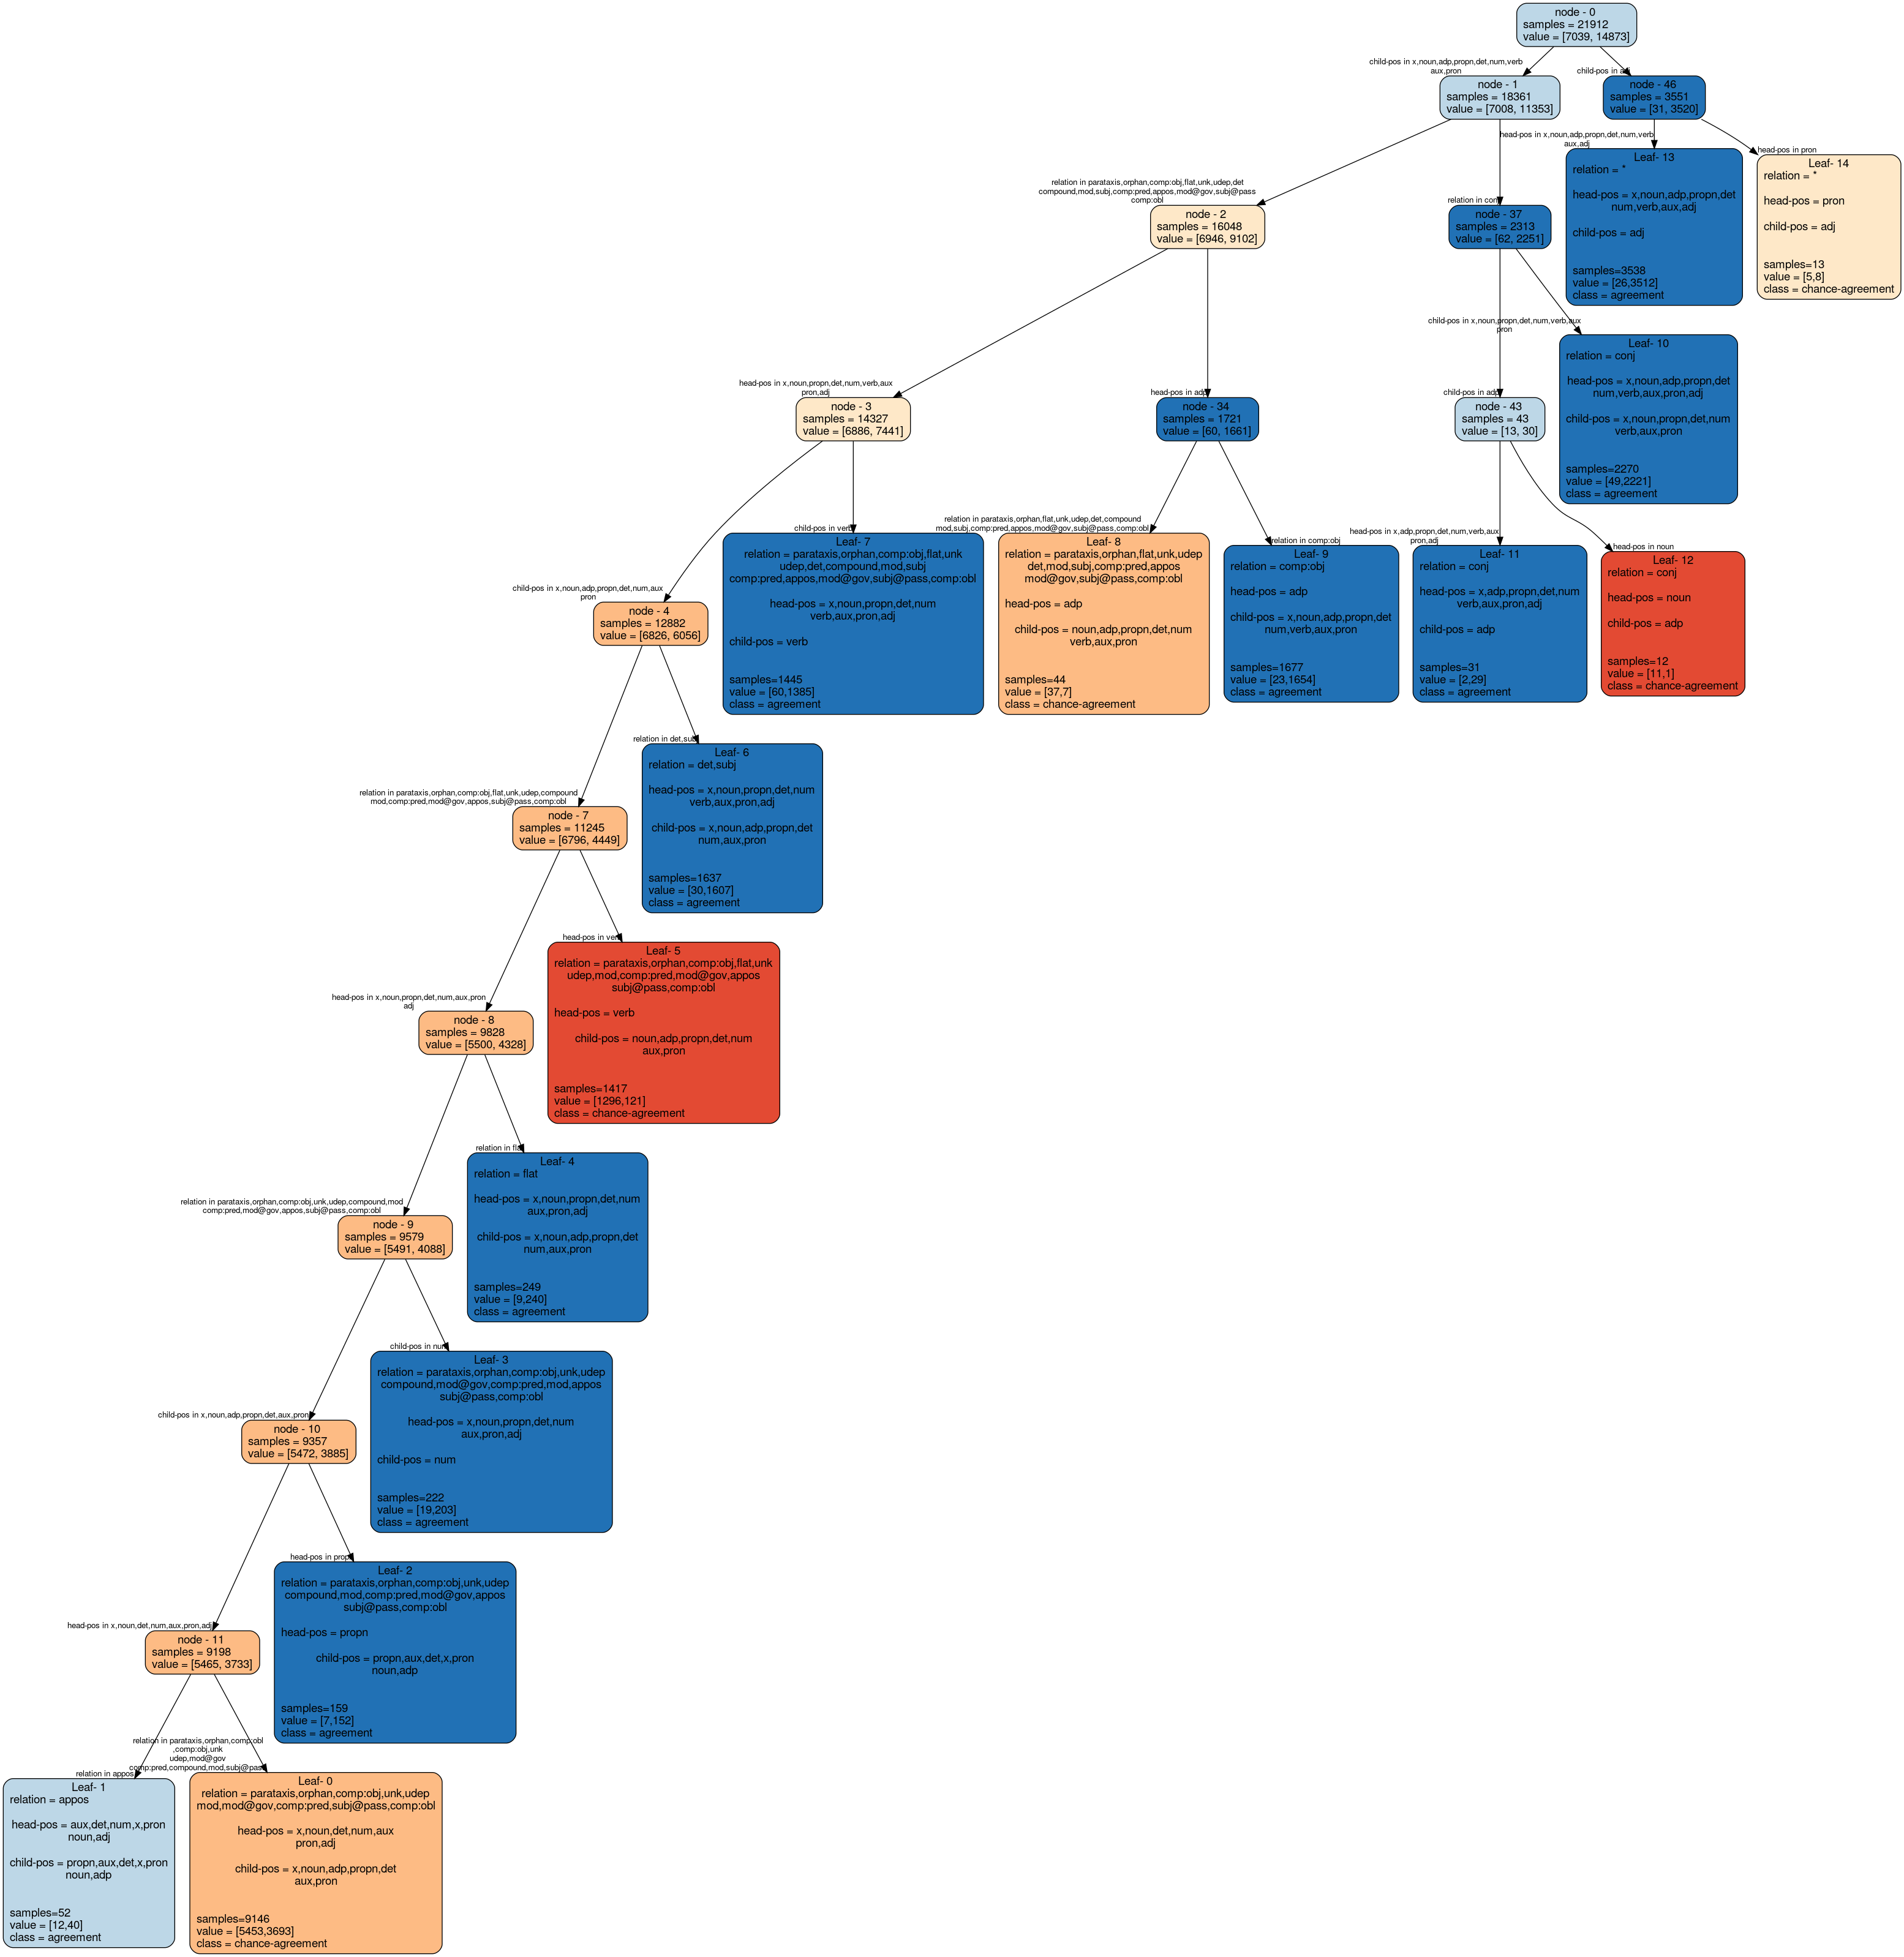 node - 0
samples = 21912
value = [7039, 14873]
child-pos in x,noun,adp,propn,det,num,verb
aux,pron
child-pos in adj
node - 1
samples = 18361
value = [7008, 11353]
node - 46
samples = 3551
value = [31, 3520]
relation in parataxis,orphan,comp:obj,flat,unk,udep,det
compound,mod,subj,comp:pred,appos,mod@gov,subj@pass
comp:obl
relation in conj
head-pos in x,noun,adp,propn,det,num,verb
aux,adj
head-pos in pron
node - 2
samples = 16048
value = [6946, 9102]
node - 37
samples = 2313
value = [62, 2251]
Leaf- 13
relation = *
head-pos = x,noun,adp,propn,det
num,verb,aux,adj
child-pos = adj
samples=3538
value = [26,3512]
class = agreement
Leaf- 14
relation = *
head-pos = pron
child-pos = adj
samples=13
value = [5,8]
class = chance-agreement
head-pos in x,noun,propn,det,num,verb,aux
pron,adj
head-pos in adp
child-pos in adp
child-pos in x,noun,propn,det,num,verb,aux
pron
node - 3
samples = 14327
value = [6886, 7441]
node - 34
samples = 1721
value = [60, 1661]
node - 43
samples = 43
value = [13, 30]
Leaf- 10
relation = conj
head-pos = x,noun,adp,propn,det
num,verb,aux,pron,adj
child-pos = x,noun,propn,det,num
verb,aux,pron
samples=2270
value = [49,2221]
class = agreement
child-pos in x,noun,adp,propn,det,num,aux
pron
child-pos in verb
relation in parataxis,orphan,flat,unk,udep,det,compound
mod,subj,comp:pred,appos,mod@gov,subj@pass,comp:obl
relation in comp:obj
head-pos in x,adp,propn,det,num,verb,aux
pron,adj
head-pos in noun
node - 4
samples = 12882
value = [6826, 6056]
Leaf- 7
relation = parataxis,orphan,comp:obj,flat,unk
udep,det,compound,mod,subj
comp:pred,appos,mod@gov,subj@pass,comp:obl
head-pos = x,noun,propn,det,num
verb,aux,pron,adj
child-pos = verb
samples=1445
value = [60,1385]
class = agreement
Leaf- 8
relation = parataxis,orphan,flat,unk,udep
det,mod,subj,comp:pred,appos
mod@gov,subj@pass,comp:obl
head-pos = adp
child-pos = noun,adp,propn,det,num
verb,aux,pron
samples=44
value = [37,7]
class = chance-agreement
Leaf- 9
relation = comp:obj
head-pos = adp
child-pos = x,noun,adp,propn,det
num,verb,aux,pron
samples=1677
value = [23,1654]
class = agreement
Leaf- 11
relation = conj
head-pos = x,adp,propn,det,num
verb,aux,pron,adj
child-pos = adp
samples=31
value = [2,29]
class = agreement
Leaf- 12
relation = conj
head-pos = noun
child-pos = adp
samples=12
value = [11,1]
class = chance-agreement
relation in parataxis,orphan,comp:obj,flat,unk,udep,compound
mod,comp:pred,mod@gov,appos,subj@pass,comp:obl
relation in det,subj
node - 7
samples = 11245
value = [6796, 4449]
Leaf- 6
relation = det,subj
head-pos = x,noun,propn,det,num
verb,aux,pron,adj
child-pos = x,noun,adp,propn,det
num,aux,pron
samples=1637
value = [30,1607]
class = agreement
head-pos in x,noun,propn,det,num,aux,pron
adj
head-pos in verb
node - 8
samples = 9828
value = [5500, 4328]
Leaf- 5
relation = parataxis,orphan,comp:obj,flat,unk
udep,mod,comp:pred,mod@gov,appos
subj@pass,comp:obl
head-pos = verb
child-pos = noun,adp,propn,det,num
aux,pron
samples=1417
value = [1296,121]
class = chance-agreement
relation in parataxis,orphan,comp:obj,unk,udep,compound,mod
comp:pred,mod@gov,appos,subj@pass,comp:obl
relation in flat
node - 9
samples = 9579
value = [5491, 4088]
Leaf- 4
relation = flat
head-pos = x,noun,propn,det,num
aux,pron,adj
child-pos = x,noun,adp,propn,det
num,aux,pron
samples=249
value = [9,240]
class = agreement
child-pos in x,noun,adp,propn,det,aux,pron
child-pos in num
node - 10
samples = 9357
value = [5472, 3885]
Leaf- 3
relation = parataxis,orphan,comp:obj,unk,udep
compound,mod@gov,comp:pred,mod,appos
subj@pass,comp:obl
head-pos = x,noun,propn,det,num
aux,pron,adj
child-pos = num
samples=222
value = [19,203]
class = agreement
head-pos in x,noun,det,num,aux,pron,adj
head-pos in propn
node - 11
samples = 9198
value = [5465, 3733]
Leaf- 2
relation = parataxis,orphan,comp:obj,unk,udep
compound,mod,comp:pred,mod@gov,appos
subj@pass,comp:obl
head-pos = propn
child-pos = propn,aux,det,x,pron
noun,adp
samples=159
value = [7,152]
class = agreement
relation in appos
relation in parataxis,orphan,comp:obl
,comp:obj,unk
udep,mod@gov
comp:pred,compound,mod,subj@pass
Leaf- 1
relation = appos
head-pos = aux,det,num,x,pron
noun,adj
child-pos = propn,aux,det,x,pron
noun,adp
samples=52
value = [12,40]
class = agreement
Leaf- 0
relation = parataxis,orphan,comp:obj,unk,udep
mod,mod@gov,comp:pred,subj@pass,comp:obl
head-pos = x,noun,det,num,aux
pron,adj
child-pos = x,noun,adp,propn,det
aux,pron
samples=9146
value = [5453,3693]
class = chance-agreement